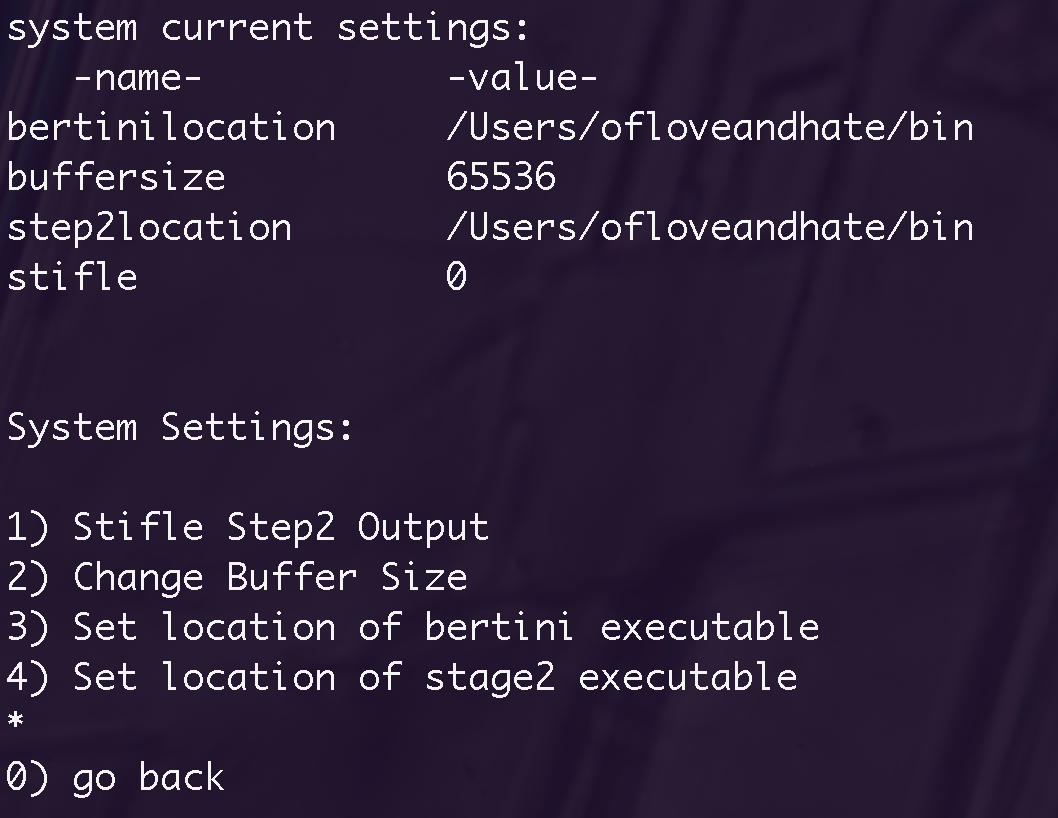 system current settings:
   -name-           -value-
bertinilocation     /Users/ofloveandhate/bin
buffersize          65536
step2location       /Users/ofloveandhate/bin
stifle              0
System Settings:
1) Stifle Step2 Output
2) Change Buffer Size
3) Set location of bertini executable
4) Set location of stage2 executable
*
0) go back